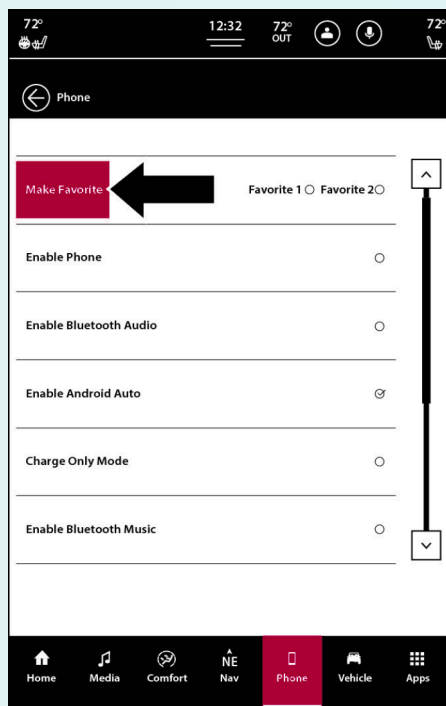 72° 12:32 72° OUT 72°
Phone
Make Favorite Favorite 1 Favorite 2
Enable Phone
Enable Bluetooth Audio
Enable Android Auto
Charge Only Mode
Enable Bluetooth Music
NE
Home Media Comfort Nav Phone Vehicle Apps